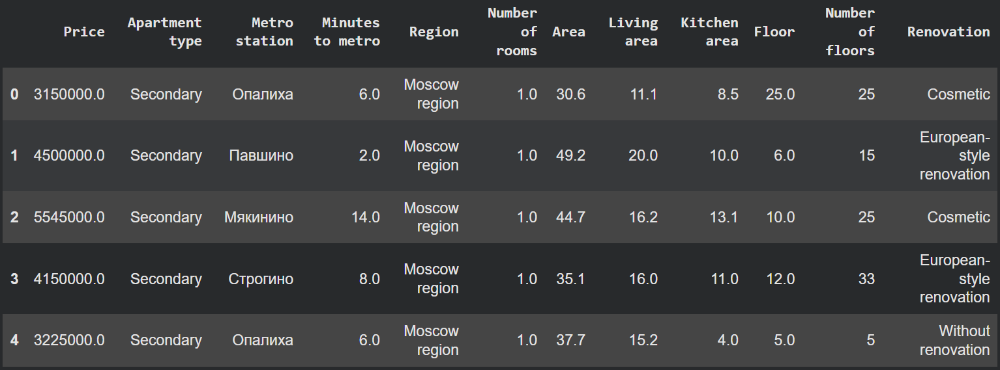 Price Apartment type Metro station Minutes to metro Region Number of rooms Area Living area Kitchen area Floor Number of floors Renovation
0 3150000.0 Secondary Опалиха 6.0 Moscow region 1.0 30.6 11.1 8.5 25.0 25 Cosmetic
1 4500000.0 Secondary Павшино 2.0 Moscow region 1.0 49.2 20.0 10.0 6.0 15 European-style renovation
2 5545000.0 Secondary Мякинино 14.0 Moscow region 1.0 44.7 16.2 13.1 10.0 25 Cosmetic
3 4150000.0 Secondary Строгино 8.0 Moscow region 1.0 35.1 16.0 11.0 12.0 33 European-style renovation
4 3225000.0 Secondary Опалиха 6.0 Moscow region 1.0 37.7 15.2 4.0 5.0 5 Without renovation